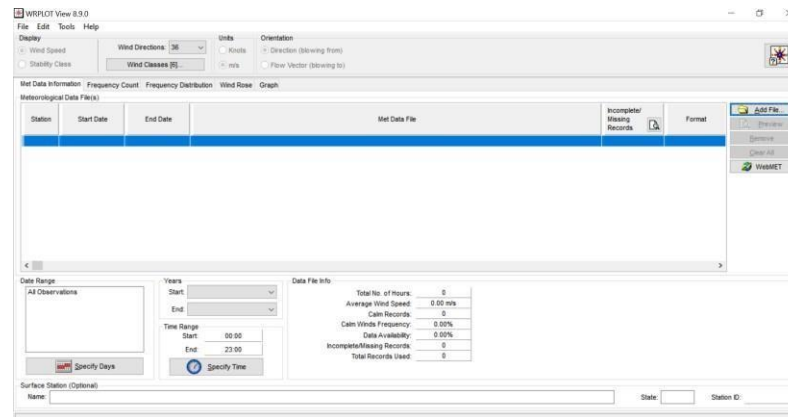 WRPLOT View 8.9.0
File Edit Tools Help
Display
Wind Speed
Stability Class
Wind Directions: 36
Wind Classes [6]...
Units
Knots
m/s
Orientation
Direction (blowing from)
Flow Vector (blowing to)
Met Data Information Frequency Count Frequency Distribution Wind Rose Graph
Meteorological Data File(s)
Station Start Date End Date Met Data File Incomplete/ Missing Records Format
Add File...
Preview
Remove
Clear All
WebMET
Date Range
All Observations
Specify Days
Years
Start:
End:
Time Range
Start: 00:00
End: 23:00
Specify Time
Data File Info
Total No. of Hours: 0
Average Wind Speed: 0.00 m/s
Calm Records: 0
Calm Winds Frequency: 0.00%
Data Availability: 0.00%
Incomplete/Missing Records: 0
Total Records Used: 0
Surface Station (Optional)
Name: State: Station ID: